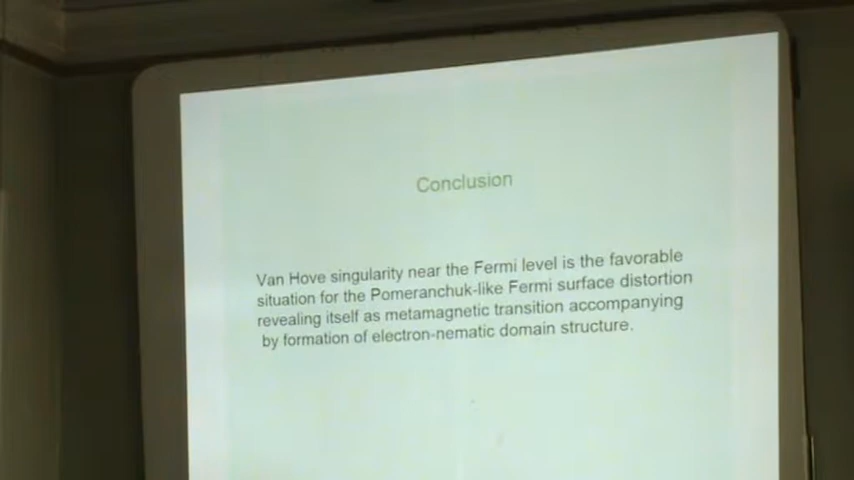 Conclusion
Van Hove singularity near the Fermi level is the favorable
situation for the Pomeranchuk-like Fermi surface distortion
revealing itself as metamagnetic transition accompanying
by formation of electron-nematic domain structure.